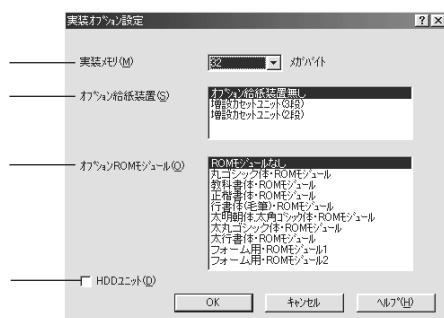 実装ｵﾌﾟｼｮﾝ設定
実装ﾒﾓﾘ(M) 32 ﾒｶﾞﾊﾞｲﾄ
ｵﾌﾟｼｮﾝ給紙装置(S)
ｵﾌﾟｼｮﾝ給紙装置無し
増設ｶｾｯﾄﾕﾆｯﾄ(3段)
増設ｶｾｯﾄﾕﾆｯﾄ(2段)
ｵﾌﾟｼｮﾝROMﾓｼﾞｭｰﾙ(O)
ROMﾓｼﾞｭｰﾙなし
丸ゴシック体･ROMﾓｼﾞｭｰﾙ
教科書体･ROMﾓｼﾞｭｰﾙ
正楷書体･ROMﾓｼﾞｭｰﾙ
行書体(毛筆)･ROMﾓｼﾞｭｰﾙ
太明朝体,太角ｺﾞｼｯｸ体･ROMﾓｼﾞｭｰﾙ
太丸ゴシック体･ROMﾓｼﾞｭｰﾙ
太行書体･ROMﾓｼﾞｭｰﾙ
フォーム用･ROMﾓｼﾞｭｰﾙ1
フォーム用･ROMﾓｼﾞｭｰﾙ2
HDDﾕﾆｯﾄ(D)
OK ｷｬﾝｾﾙ ﾍﾙﾌﾟ(H)